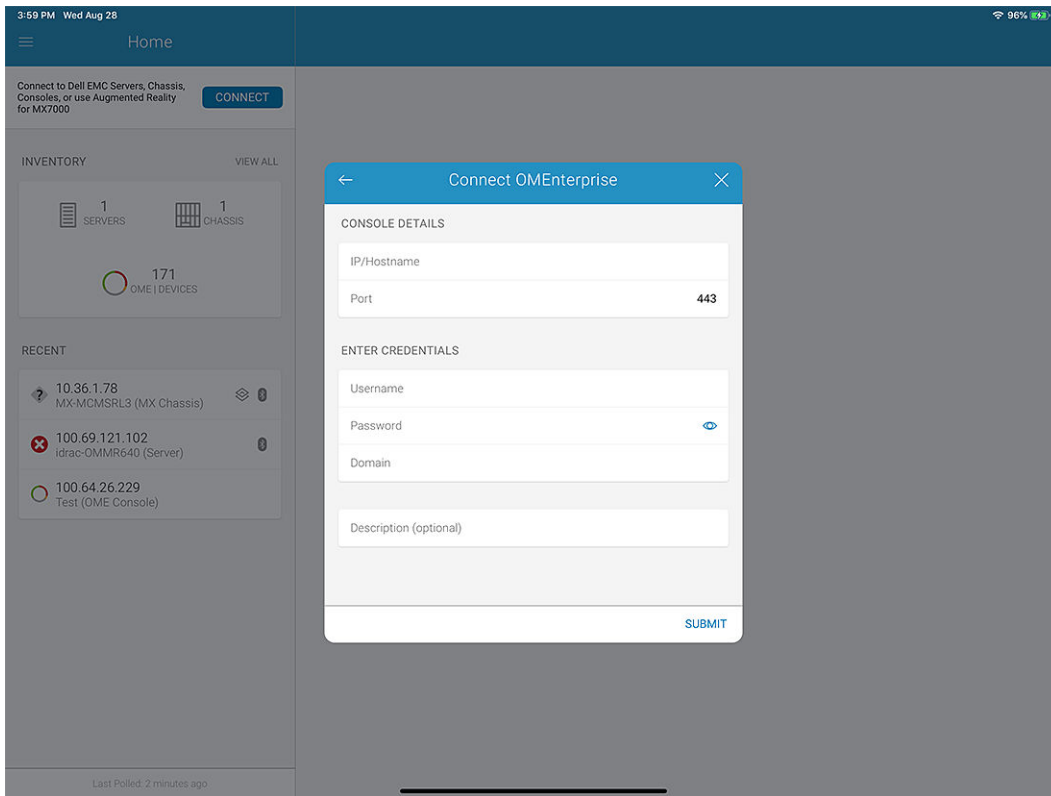 3:59 PM Wed Aug 28
96%
Home
Connect to Dell EMC Servers, Chassis,
Consoles, or use Augmented Reality
for MX7000
CONNECT
INVENTORY
VIEW ALL
1
SERVERS
1
CHASSIS
171
OME | DEVICES
RECENT
10.36.1.78
MX-MCMSRL3 (MX Chassis)
100.69.121.102
idrac-OMMR640 (Server)
100.64.26.229
Test (OME Console)
Last Polled: 2 minutes ago
Connect OMEnterprise
CONSOLE DETAILS
IP/Hostname
Port 443
ENTER CREDENTIALS
Username
Password
Domain
Description (optional)
SUBMIT